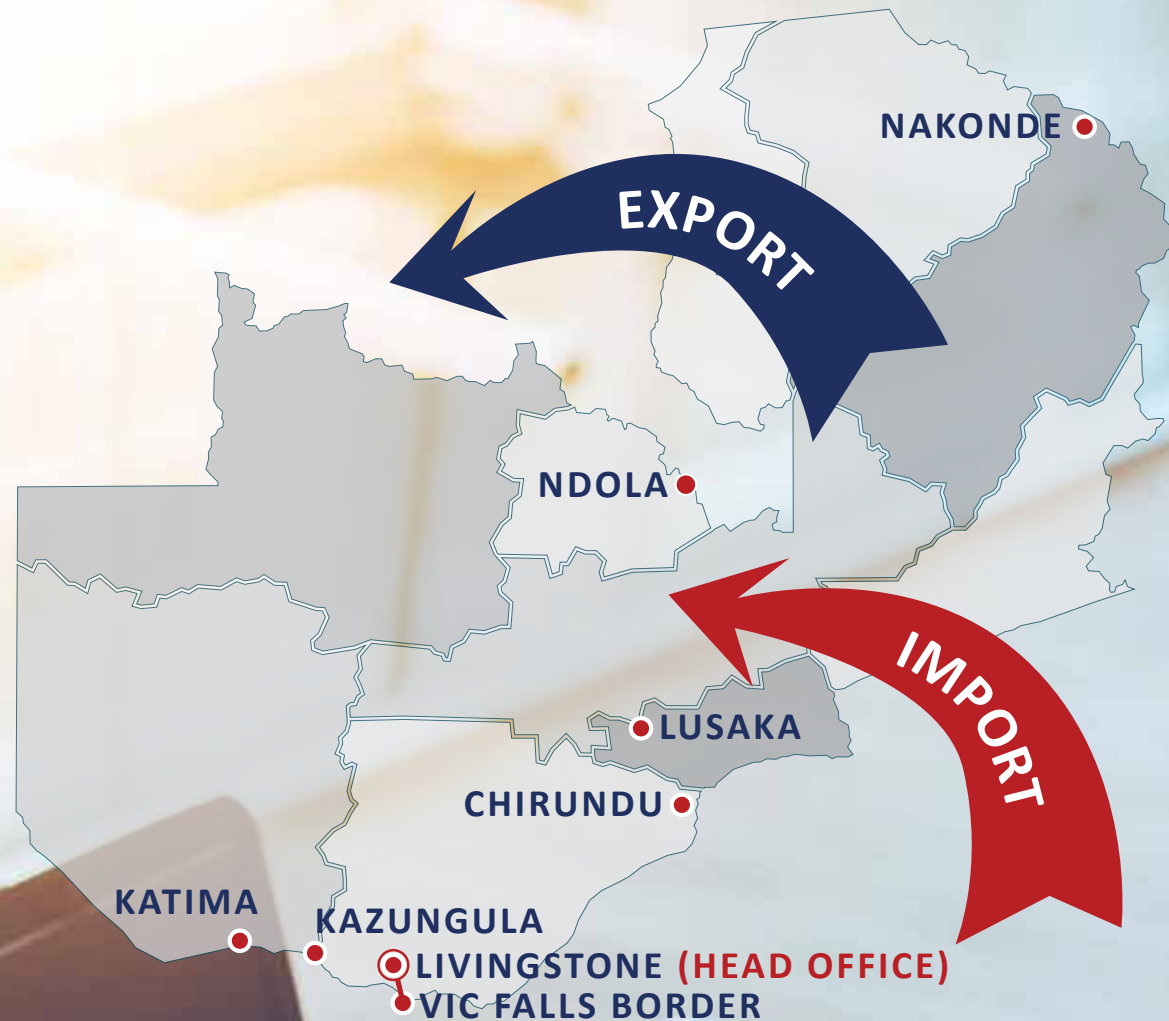 NAKONDE
EXPORT
NDOLA
IMPORT
LUSAKA
CHIRUNDU
KATIMA
KAZUNGULA
LIVINGSTONE (HEAD OFFICE)
VIC FALLS BORDER